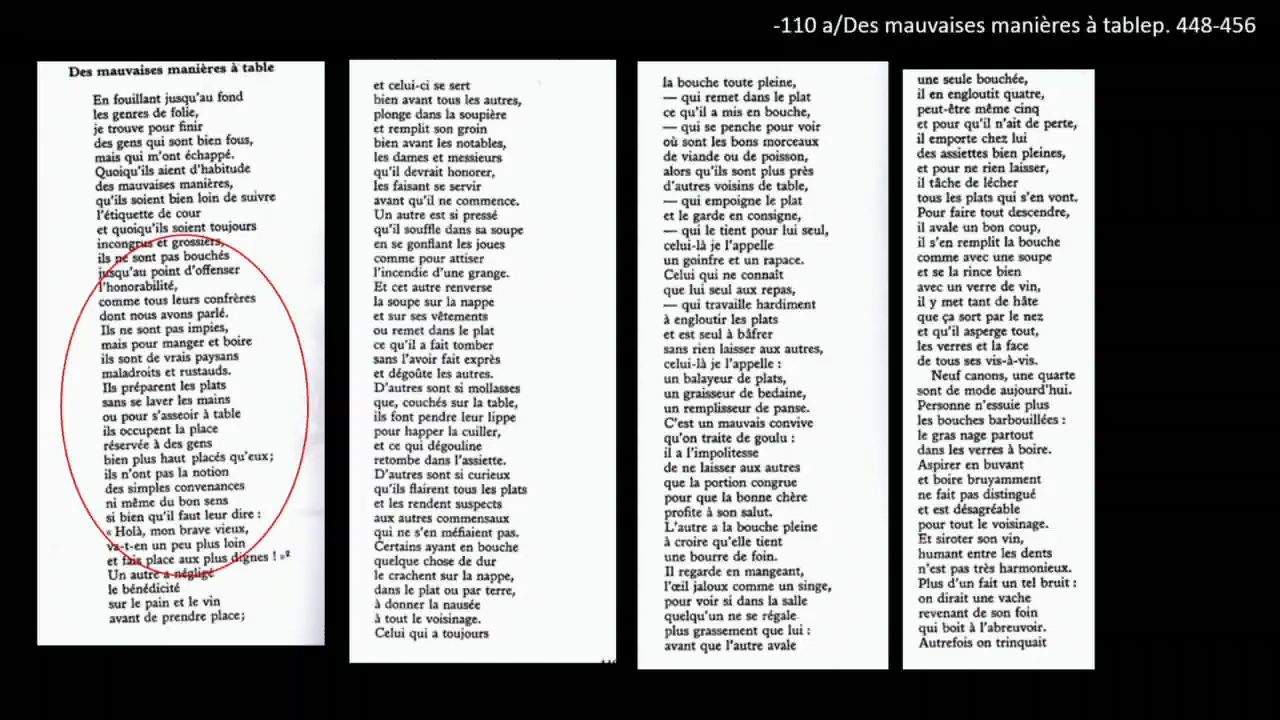 -110 a/Des mauvaises manières à tablep. 448-456
Des mauvaises manières à table
En fouillant jusqu'au fond
les genres de folie,
je trouve pour finir
des gens qui sont bien fous,
mais qui m'ont échappé.
Quoiqu'ils aient d'habitude
des mauvaises manières,
qu'ils soient bien loin de suivre
l'étiquette de cour
et quoiqu'ils soient toujours
incongrus et grossiers,
ils ne sont pas bouchés
jusqu'au point d'offenser
l'honorabilité,
comme tous leurs confrères
dont nous avons parlé.
Ils ne sont pas impies,
mais pour manger et boire
ils sont de vrais paysans
maladroits et rustauds.
Ils préparent les plats
sans se laver les mains
ou pour s'asseoir à table
ils occupent la place
réservée à des gens
bien plus haut placés qu'eux;
ils n'ont pas la notion
des simples convenances
ni même du bon sens
si bien qu'il faut leur dire :
« Holà, mon brave vieux,
va-t-en un peu plus loin
et fais place aux plus dignes ! »²
Un autre a négligé
le bénédicité
sur le pain et le vin
avant de prendre place;
et celui-ci se sert
bien avant tous les autres,
plonge dans la soupière
et remplit son groin
bien avant les notables,
les dames et messieurs
qu'il devrait honorer,
les faisant se servir
avant qu'il ne commence.
Un autre est si pressé
qu'il souffle dans sa soupe
en se gonflant les joues
comme pour attiser
l'incendie d'une grange.
Et cet autre renverse
la soupe sur la nappe
et sur ses vêtements
ou remet dans le plat
ce qu'il a fait tomber
sans l'avoir fait exprès
et dégoûte les autres.
D'autres sont si mollasses
que, couchés sur la table,
ils font pendre leur lippe
pour happer la cuiller,
et ce qui dégouline
retombe dans l'assiette.
D'autres sont si curieux
qu'ils flairent tous les plats
et les rendent suspects
aux autres commensaux
qui ne s'en méfiaient pas.
Certains ayant en bouche
quelque chose de dur
le crachent sur la nappe,
dans le plat ou par terre,
à donner la nausée
à tout le voisinage.
Celui qui a toujours
la bouche toute pleine,
— qui remet dans le plat
ce qu'il a mis en bouche,
— qui se penche pour voir
où sont les bons morceaux
de viande ou de poisson,
alors qu'ils sont plus près
d'autres voisins de table,
— qui empoigne le plat
et le garde en consigne,
— qui le tient pour lui seul,
celui-là je l'appelle
un goinfre et un rapace.
Celui qui ne connaît
que lui seul aux repas,
— qui travaille hardiment
à engloutir les plats
et est seul à bâfrer
sans rien laisser aux autres,
celui-là je l'appelle :
un balayeur de plats,
un graisseur de bedaine,
un remplisseur de panse.
C'est un mauvais convive
qu'on traite de goulu :
il a l'impolitesse
de ne laisser aux autres
que la portion congrue
pour que la bonne chère
profite à son salut.
L'autre a la bouche pleine
à croire qu'elle tient
une bourre de foin.
Il regarde en mangeant,
l'œil jaloux comme un singe,
pour voir si dans la salle
quelqu'un ne se régale
plus grassement que lui :
avant que l'autre avale
une seule bouchée,
il en engloutit quatre,
peut-être même cinq
et pour qu'il n'ait de perte,
il emporte chez lui
des assiettes bien pleines,
et pour ne rien laisser,
il tâche de lécher
tous les plats qui s'en vont.
Pour faire tout descendre,
il avale un bon coup,
il s'en remplit la bouche
comme avec une soupe
et se la rince bien
avec un verre de vin,
il y met tant de hâte
que ça sort par le nez
et qu'il asperge tout,
les verres et la face
de tous ses vis-à-vis.
Neuf canons, une quarte
sont de mode aujourd'hui.
Personne n'essuie plus
les bouches barbouillées :
le gras nage partout
dans les verres à boire.
Aspirer en buvant
et boire bruyamment
ne fait pas distingué
et est désagréable
pour tout le voisinage.
Et siroter son vin,
humant entre les dents
n'est pas très harmonieux.
Plus d'un fait un tel bruit :
on dirait une vache
revenant de son foin
qui boit à l'abreuvoir.
Autrefois on trinquait